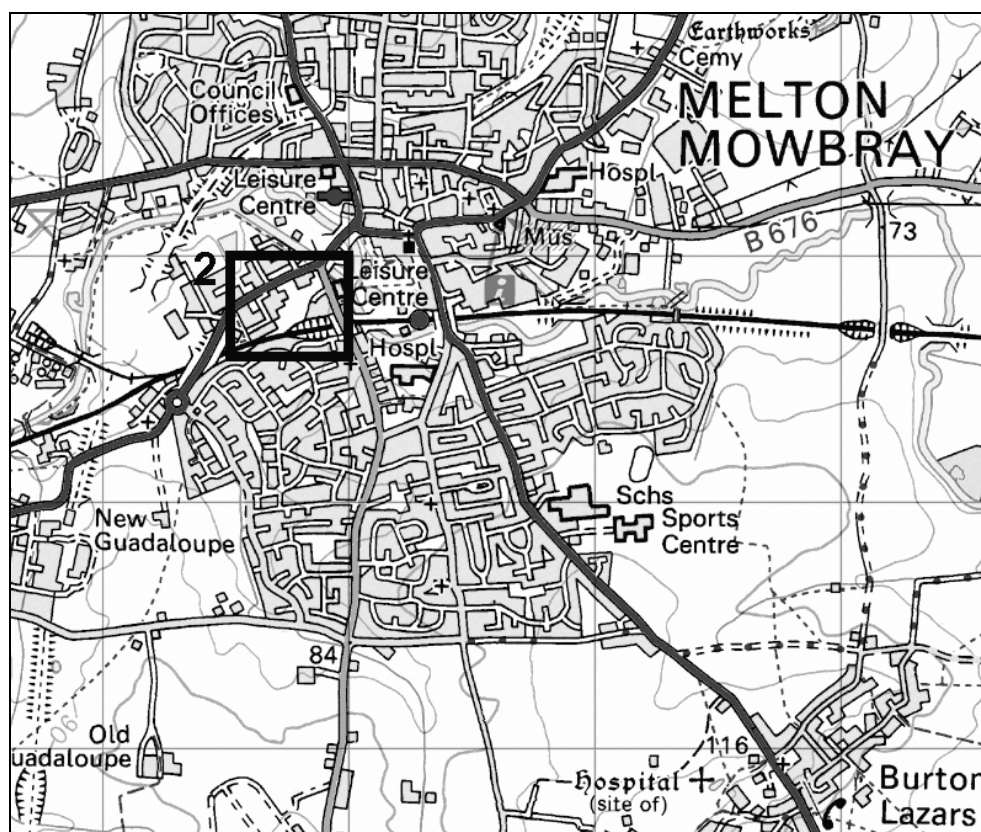 Earthworks
Cemy
MELTON
MOWBRAY
Council
Offices
Leisure
Centre
Hospl
Mus
B 676
73
2
Leisure
Centre
i
Hospl
New
Guadaloupe
Schs
Sports
Centre
84
Old
uadaloupe
116
Hospital
(site of)
Burton
Lazars